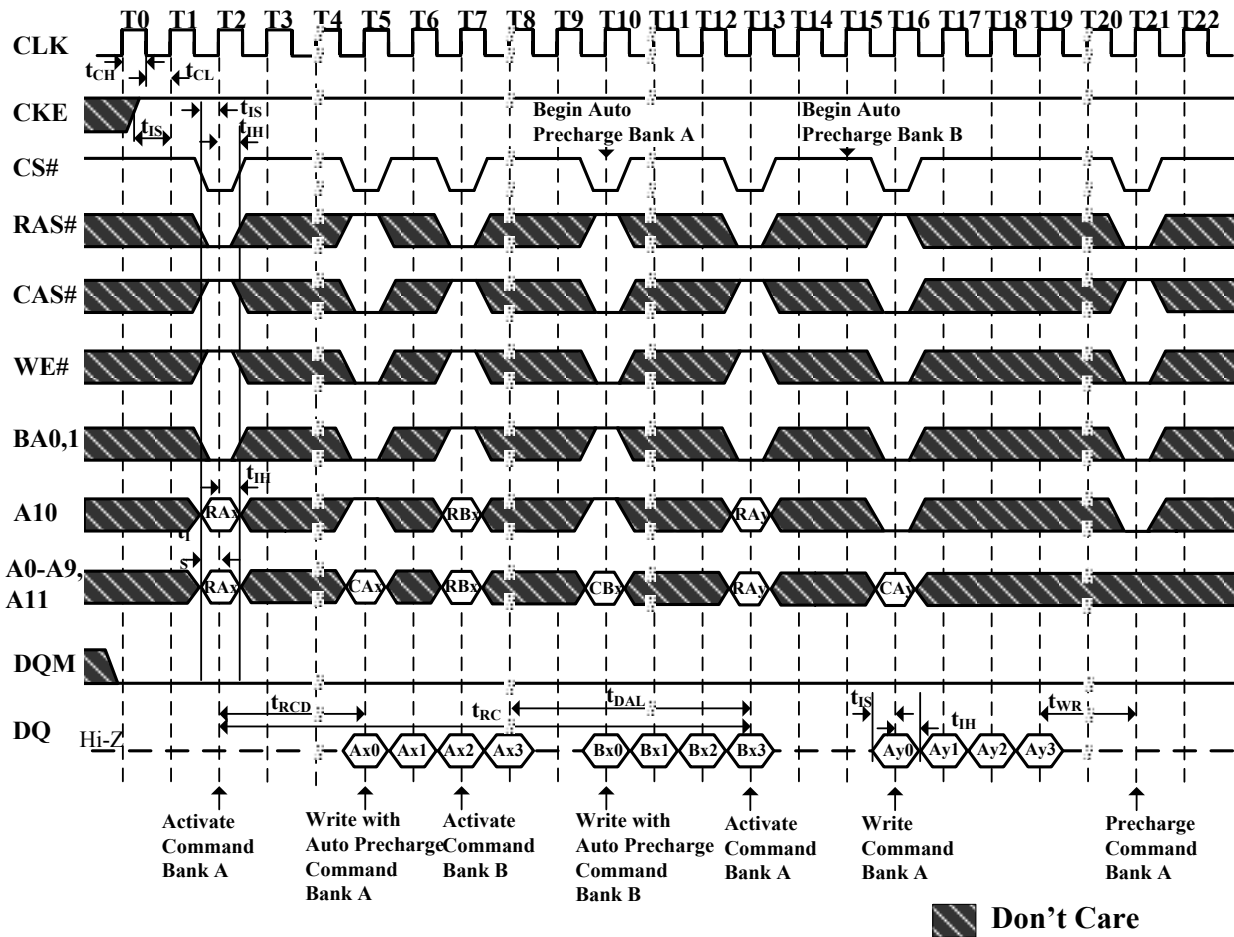 T0 T1 T2 T3 T4 T5 T6 T7 T8 T9 T10 T11 T12 T13 T14 T15 T16 T17 T18 T19 T20 T21 T22
CLK
tCH tCL
CKE
tIS
tIS
tIH
Begin Auto
Precharge Bank A
Begin Auto
Precharge Bank B
CS#
RAS#
CAS#
WE#
BA0,1
tIH
A10
RAx RBx RAy
tI
S
A0-A9,
A11
RAx CAx RBx CBx RAy CAy
DQM
tRCD
tRC
tDAL
tIS
tIH
tWR
DQ
Hi-Z
Ax0 Ax1 Ax2 Ax3 Bx0 Bx1 Bx2 Bx3 Ay0 Ay1 Ay2 Ay3
Activate
Command
Bank A
Write with
Auto Precharge
Command
Bank A
Activate
Command
Bank B
Write with
Auto Precharge
Command
Bank B
Activate
Command
Bank A
Write
Command
Bank A
Precharge
Command
Bank A
Don't Care